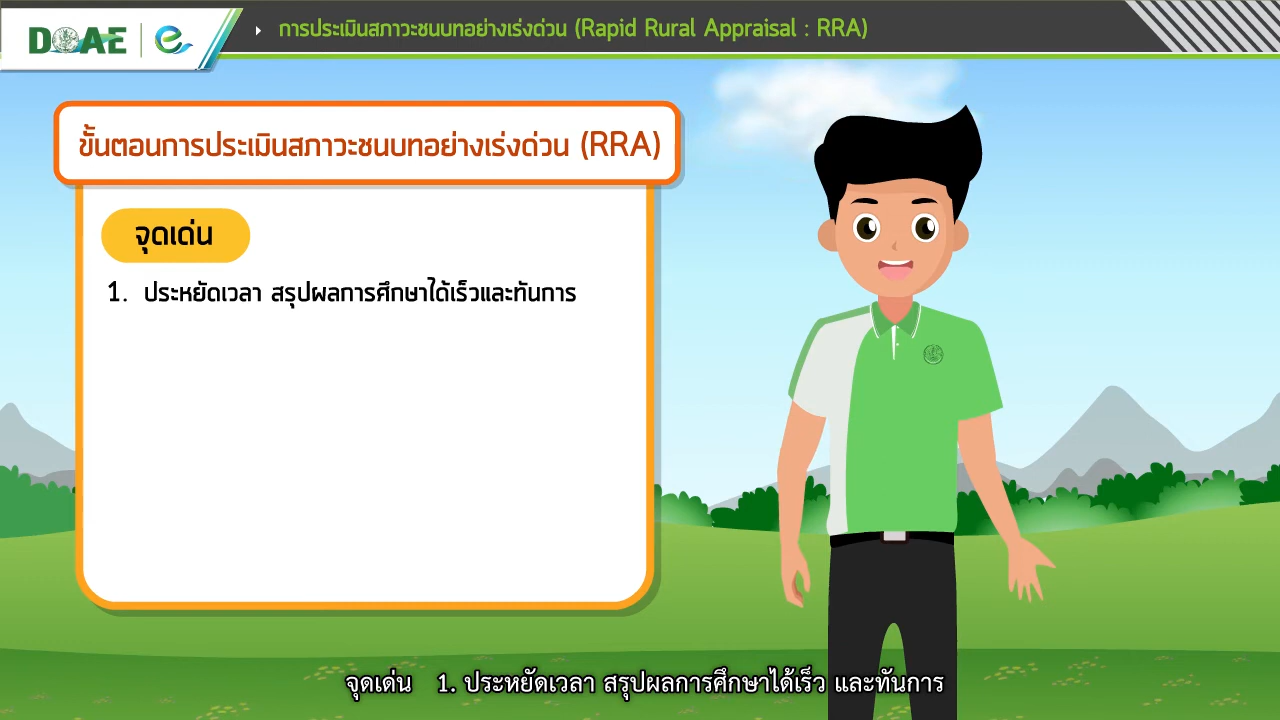 DOAE
การประเมินสภาวะชนบทอย่างเร่งด่วน (Rapid Rural Appraisal : RRA)
ขั้นตอนการประเมินสภาวะชนบทอย่างเร่งด่วน (RRA)
จุดเด่น
1. ประหยัดเวลา สรุปผลการศึกษาได้เร็วและทันการ
จุดเด่น 1. ประหยัดเวลา สรุปผลการศึกษาได้เร็ว และทันการ